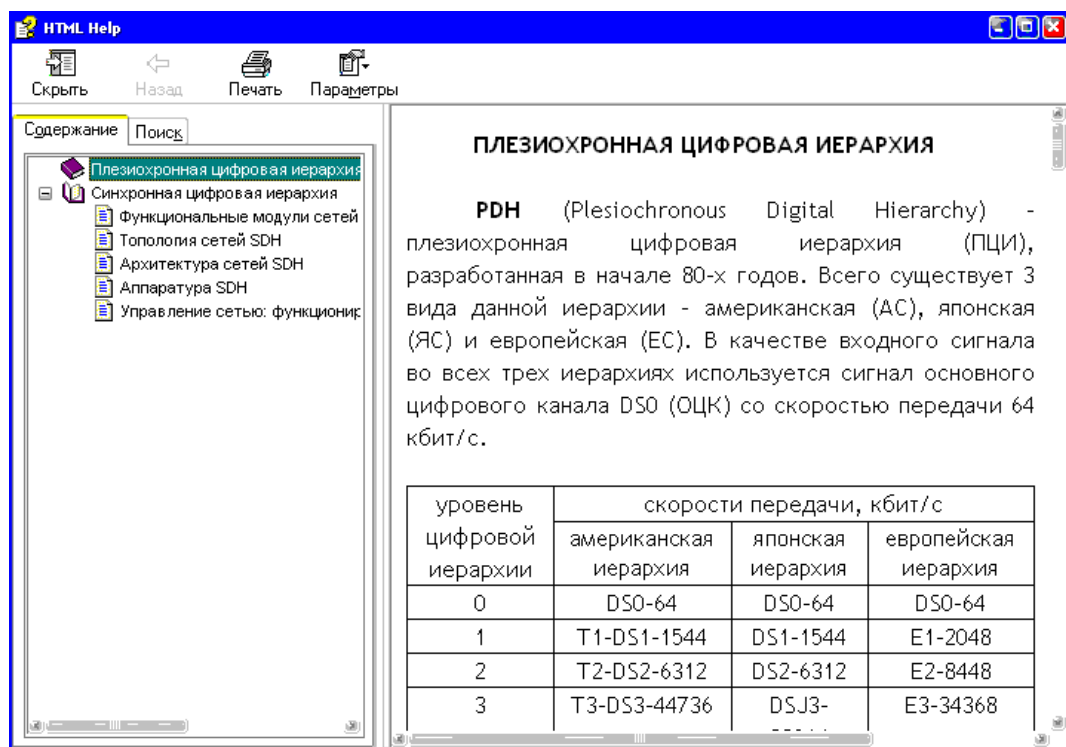 HTML Help
Скрыть Назад Печать Параметры
Содержание Поиск
Плезиохронная цифровая иерархия
Синхронная цифровая иерархия
Функциональные модули сетей
Топология сетей SDH
Архитектура сетей SDH
Аппаратура SDH
Управление сетью:
ПЛЕЗИОХРОННАЯ ЦИФРОВАЯ ИЕРАРХИЯ
PDH (Plesiochronous Digital Hierarchy) -
плезиохронная цифровая иерархия (ПЦИ),
разработанная в начале 80-х годов. Всего существует 3
вида данной иерархии - американская (АС), японская
(ЯС) и европейская (ЕС). В качестве входного сигнала
во всех трех иерархиях используется сигнал основного
цифрового канала DS0 (ОЦК) со скоростью передачи 64
кбит/с.
уровень цифровой иерархии
скорости передачи, кбит/с
американская иерархия
японская иерархия
европейская иерархия
0 DS0-64 DS0-64 DS0-64
1 T1-DS1-1544 DS1-1544 E1-2048
2 T2-DS2-6312 DS2-6312 E2-8448
3 T3-DS3-44736 DSJ3- E3-34368